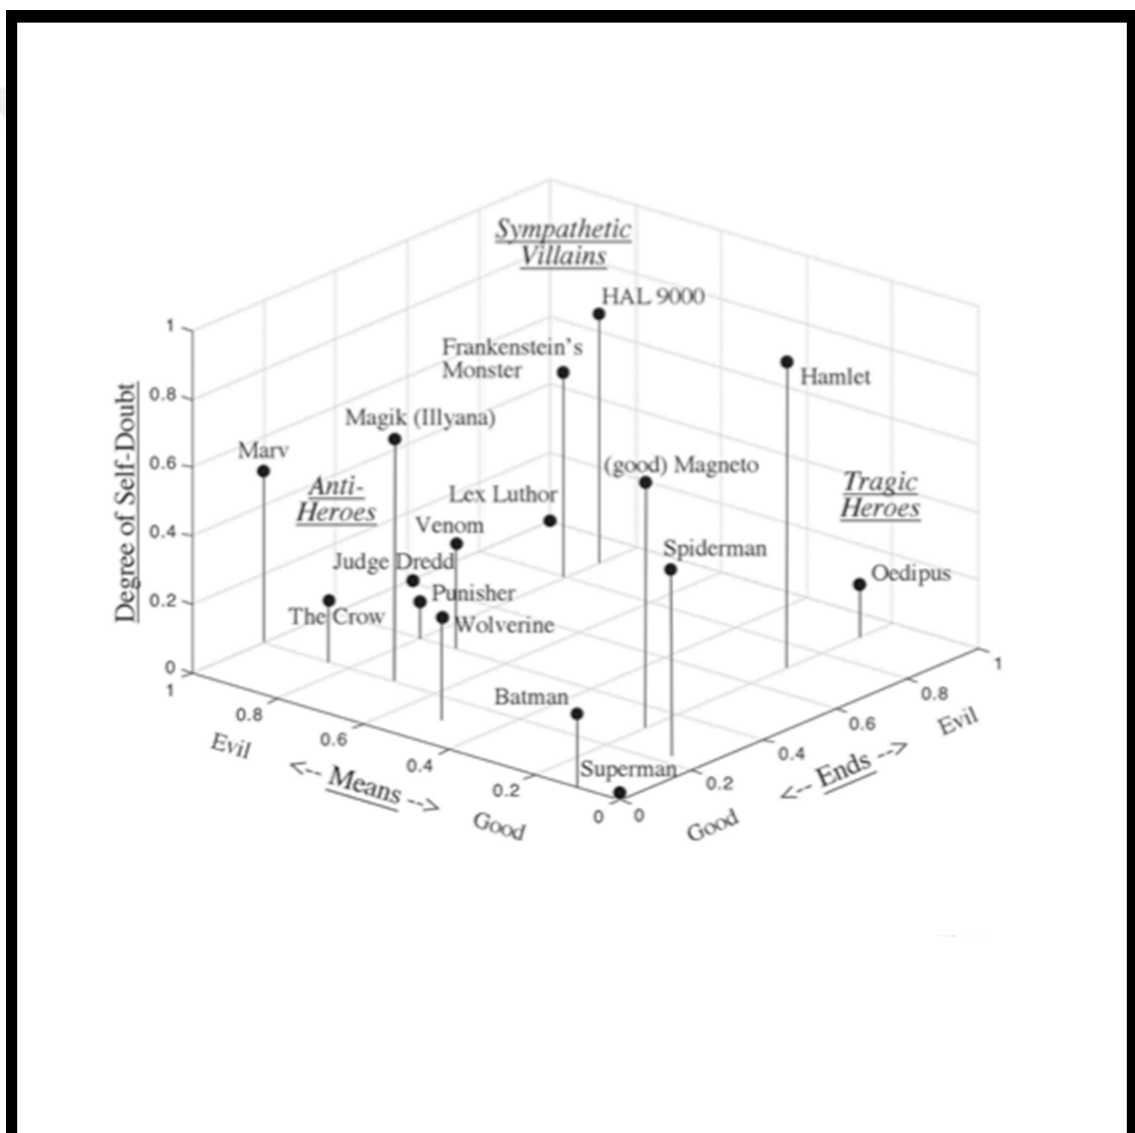 Sympathetic
Villains
HAL 9000
Frankenstein's
Monster
Hamlet
Magik (Illyana)
Marv
(good) Magneto
Anti-
Heroes
Lex Luthor
Tragic
Heroes
Venom
Spiderman
Judge Dredd
Oedipus
Punisher
The Crow
Wolverine
Batman
Superman
Degree of Self-Doubt
1
0.8
0.6
0.4
0.2
0
1
0.8
0.6
0.4
0.2
0
Evil
<-- Means -->
Good
0
0.2
0.4
0.6
0.8
1
Good
<-- Ends -->
Evil